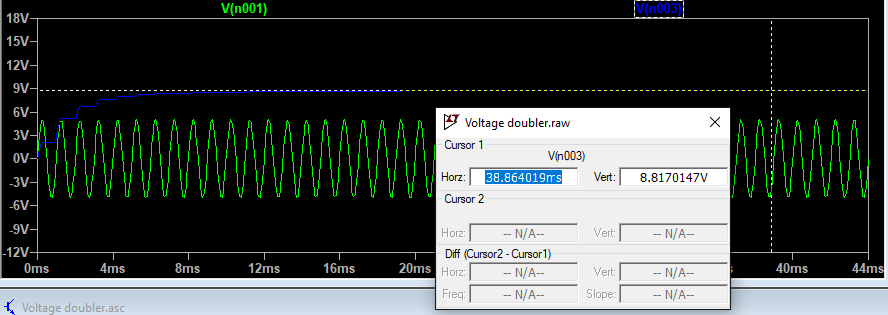 V(n001) V(n003)
18V
15V
12V
9V
6V
3V
0V
-3V
-6V
-9V
-12V
0ms 4ms 8ms 12ms 16ms 20ms 40ms 44ms
Voltage doubler.raw
Cursor 1
V(n003)
Horz: 38.864019ms Vert: 8.8170147V
Cursor 2
Horz: -- N/A-- Vert: -- N/A--
Diff (Cursor2 - Cursor1)
Horz: -- N/A-- Vert: -- N/A--
Freq: -- N/A-- Slope: -- N/A--
Voltage doubler.asc